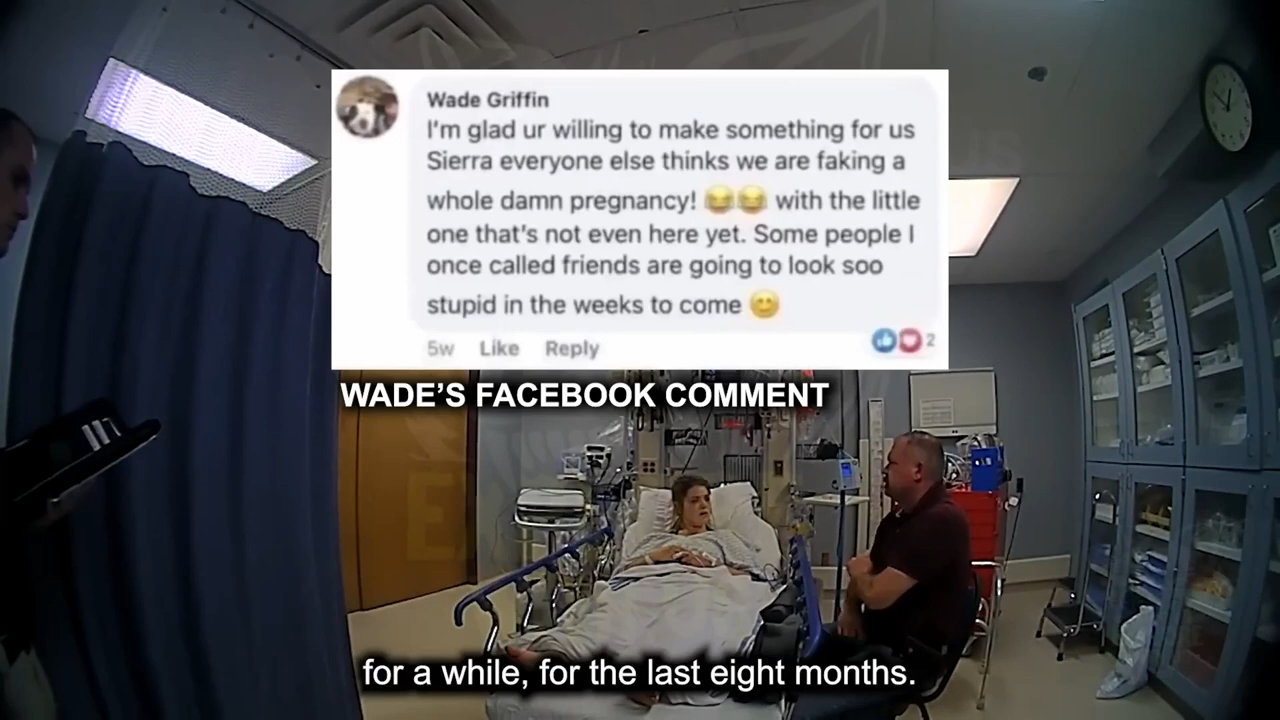 Wade Griffin
I'm glad ur willing to make something for us
Sierra everyone else thinks we are faking a
whole damn pregnancy! 😂😂 with the little
one that's not even here yet. Some people I
once called friends are going to look soo
stupid in the weeks to come 😊
5w Like Reply 2
WADE'S FACEBOOK COMMENT
for a while, for the last eight months.